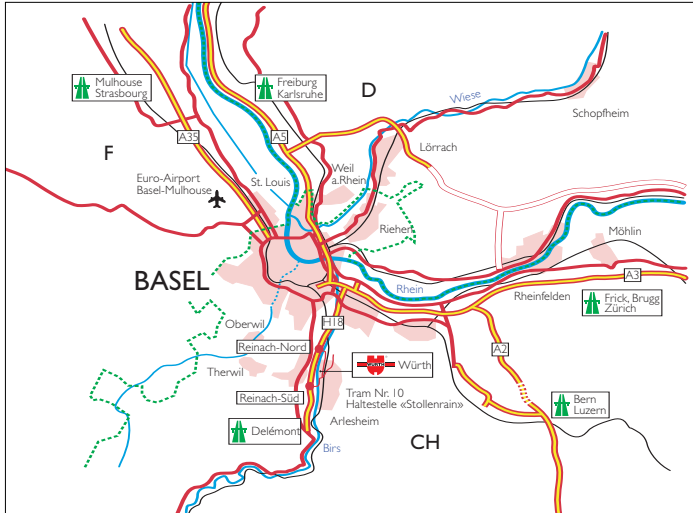 Mulhouse
Strasbourg
Freiburg
Karlsruhe
D
Wiese
Schopfheim
A35
A5
Lörrach
F
Euro-Airport
Basel-Mulhouse
St. Louis
Weil
a.Rhein
Riehen
Möhlin
BASEL
Rhein
A3
Rheinfelden
Frick, Brugg
Zürich
Oberwil
H18
Reinach-Nord
A2
Therwil
WÜRTH
Würth
Tram Nr. 10
Haltestelle «Stollenrain»
Reinach-Süd
Arlesheim
Bern
Luzern
Delémont
Birs
CH